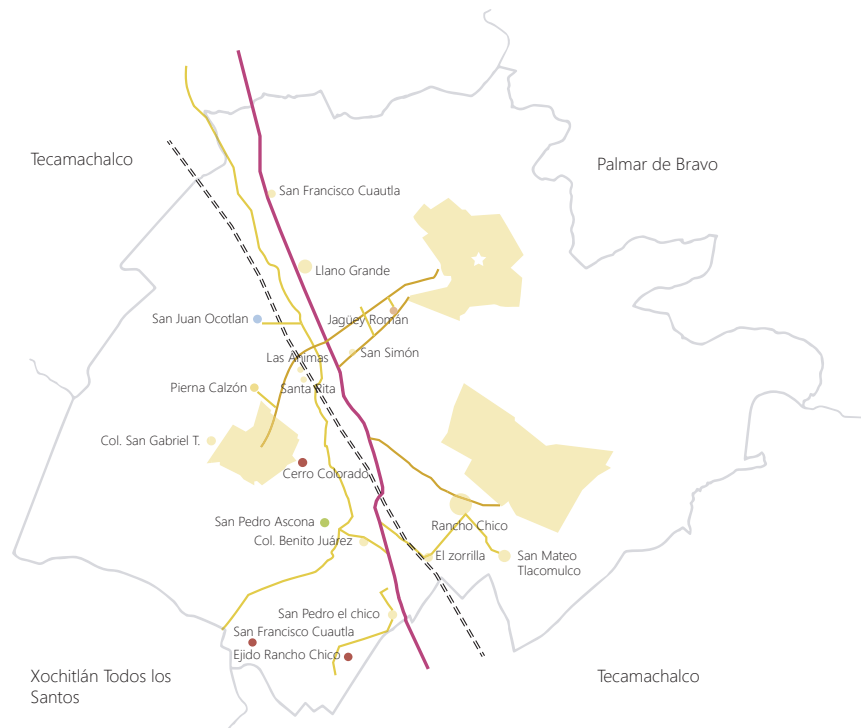 Tecamachalco
Palmar de Bravo
San Francisco Cuautla
Llano Grande
San Juan Ocotlan
Jagüey Román
San Simón
Las Ánimas
Santa Rita
Pierna Calzón
Col. San Gabriel T.
Cerro Colorado
San Pedro Ascona
Rancho Chico
Col. Benito Juárez
El zorrilla
San Mateo
Tlacomulco
San Pedro el chico
San Francisco Cuautla
Ejido Rancho Chico
Xochitlán Todos los
Santos
Tecamachalco